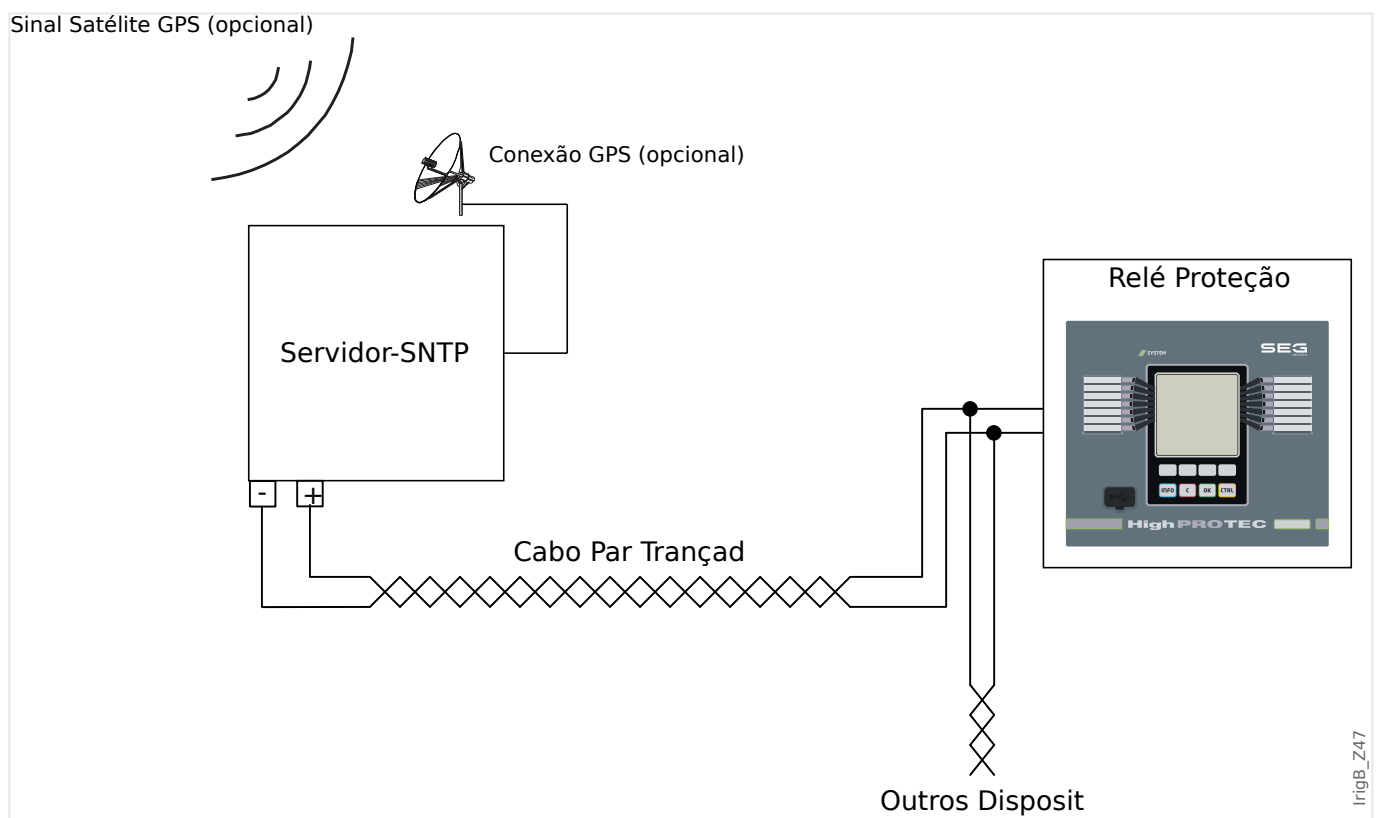 Sinal Satélite GPS (opcional)
Conexão GPS (opcional)
Relé Proteção
SYSTEM
SEG
Servidor-SNTP
INFO
C
OK
CTRL
- +
HighPROTEC
Cabo Par Trançad
Outros Disposit
IrigB_Z47